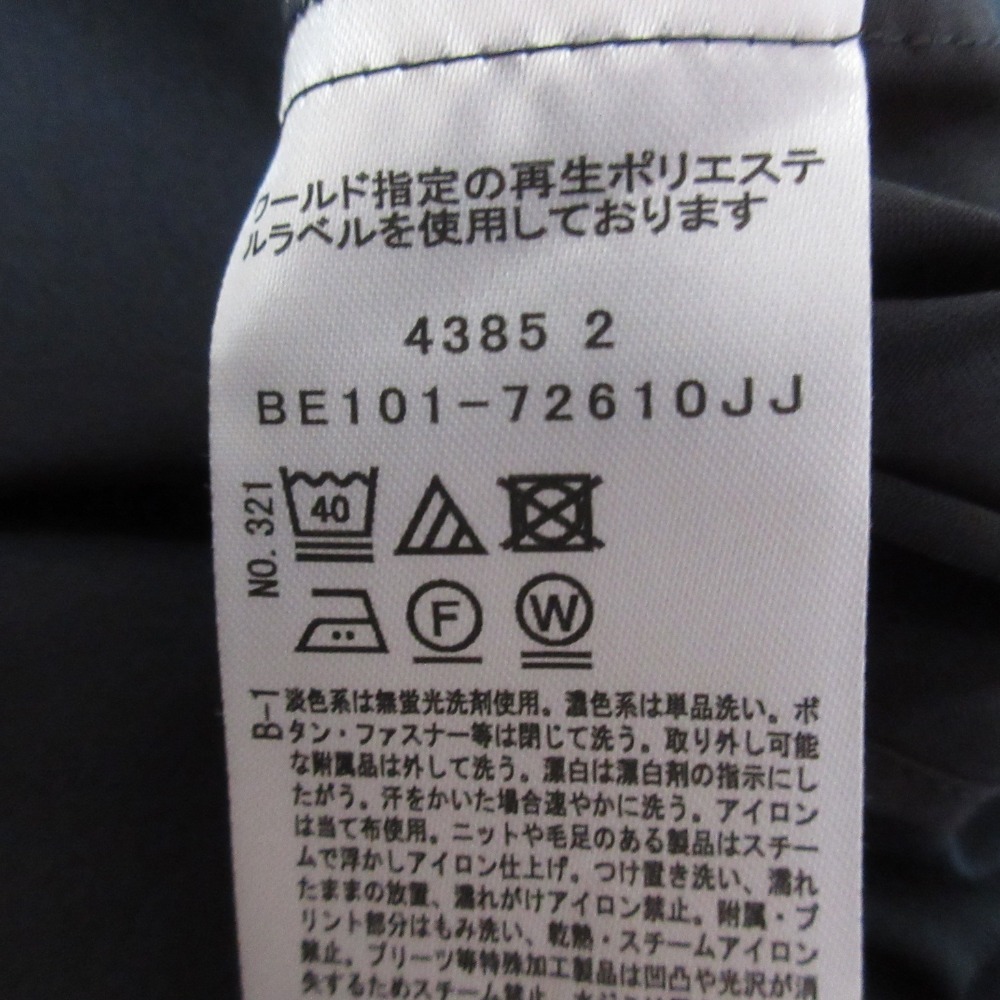 ワールド指定の再生ポリエステ
ルラベルを使用しております
4385 2
BE101-72610JJ
NO.321
40
F
W
B-1
淡色系は無蛍光洗剤使用。濃色系は単品洗い。ボ
タン・ファスナー等は閉じて洗う。取り外し可能
な附属品は外して洗う。漂白は漂白剤の指示にし
たがう。汗をかいた場合速やかに洗う。アイロン
は当て布使用。ニットや毛足のある製品はスチー
ムで浮かしアイロン仕上げ。つけ置き洗い、濡れ
たままの放置、濡れがけアイロン禁止。附属・プ
リント部分はもみ洗い、乾熱・スチームアイロン
禁止。プリーツ等特殊加工製品は凹凸や光沢が消
失するためスチーム禁止。